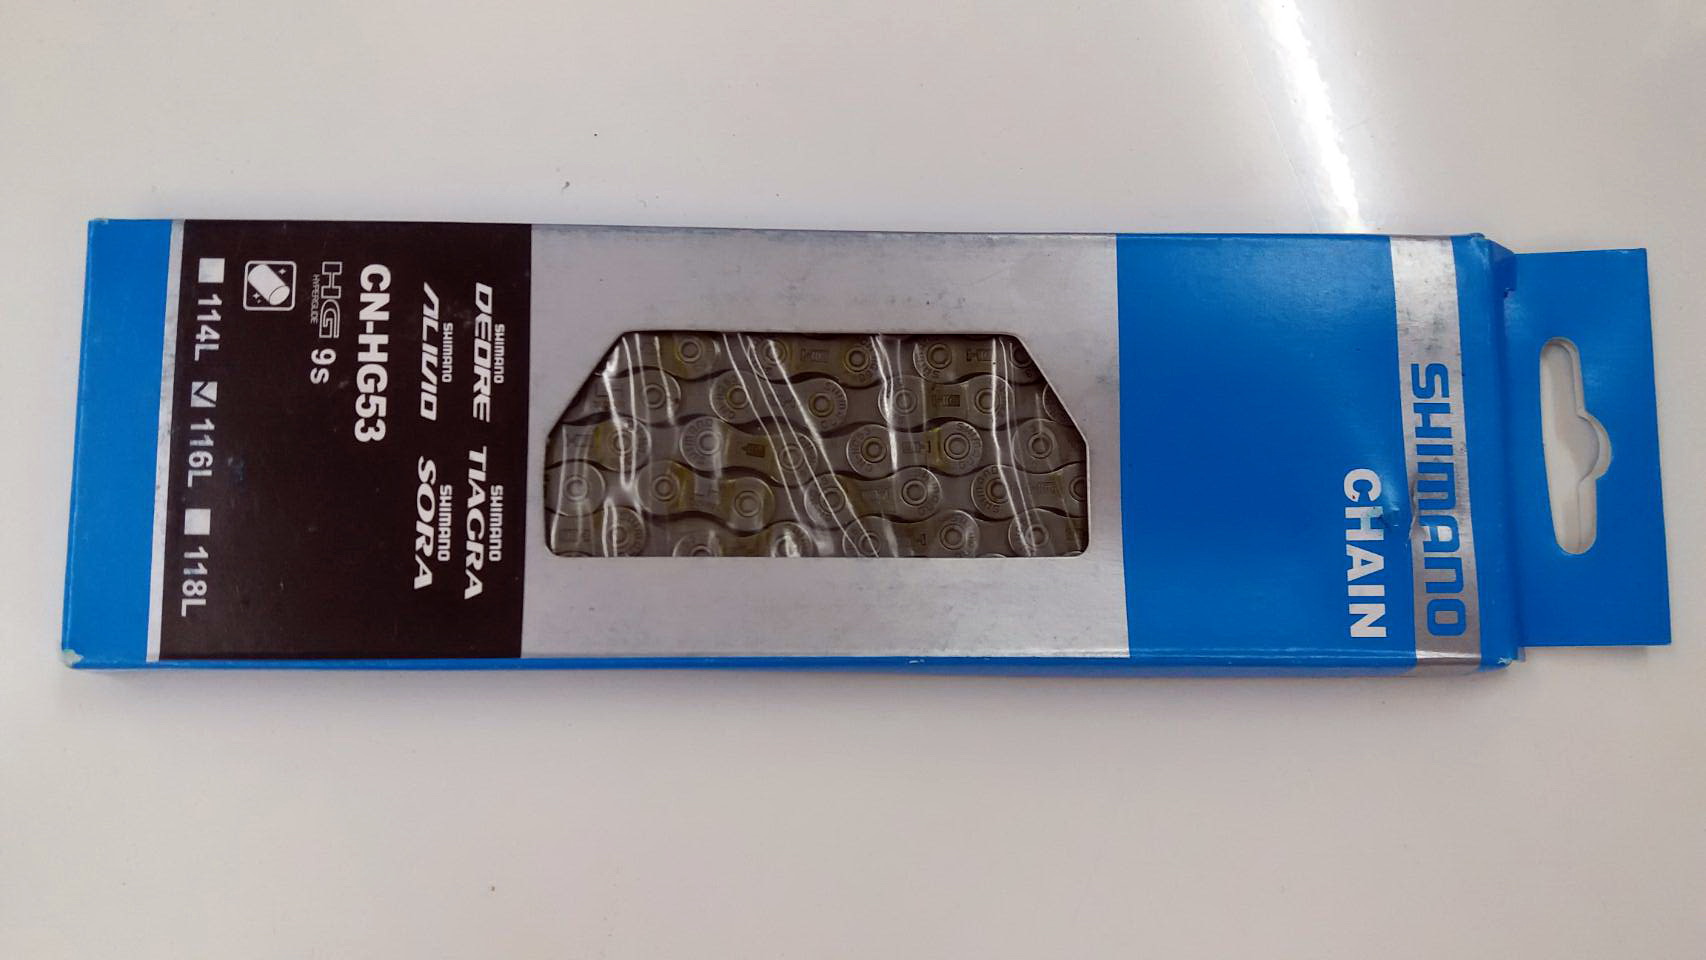 SHIMANO
CHAIN
SHIMANO SHIMANO
DEORE TIAGRA
SHIMANO SHIMANO
ALIVIO SORA
CN-HG53
HG 9s
HYPERGLIDE
114L 116L 118L